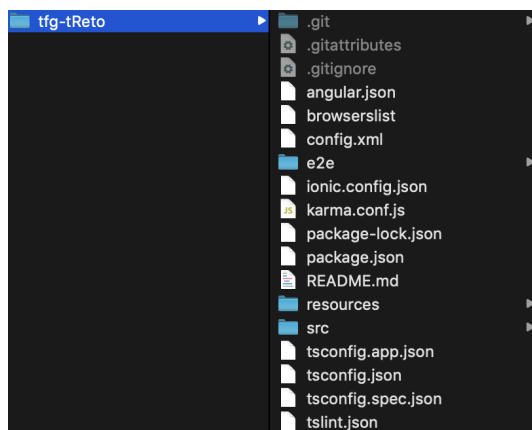 tfg-tReto
.git
.gitattributes
.gitignore
angular.json
browserslist
config.xml
e2e
ionic.config.json
JS
karma.conf.js
package-lock.json
package.json
README.md
resources
src
tsconfig.app.json
tsconfig.json
tsconfig.spec.json
tslint.json